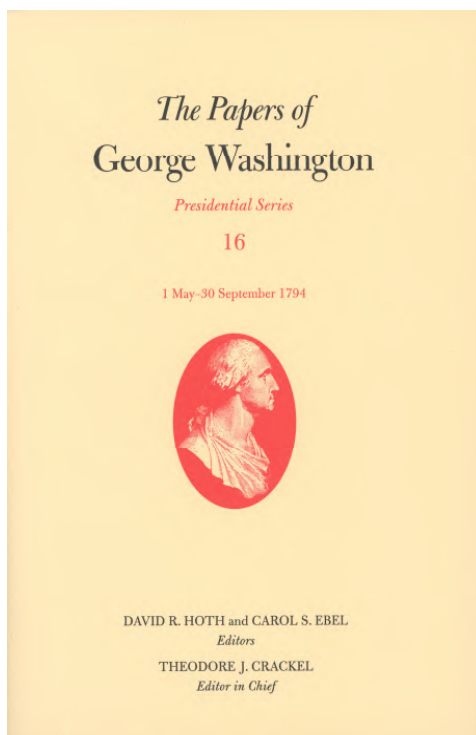 The Papers of
George Washington
Presidential Series
16
1 May–30 September 1794
DAVID R. HOTH and CAROL S. EBEL
Editors
THEODORE J. CRACKEL
Editor in Chief